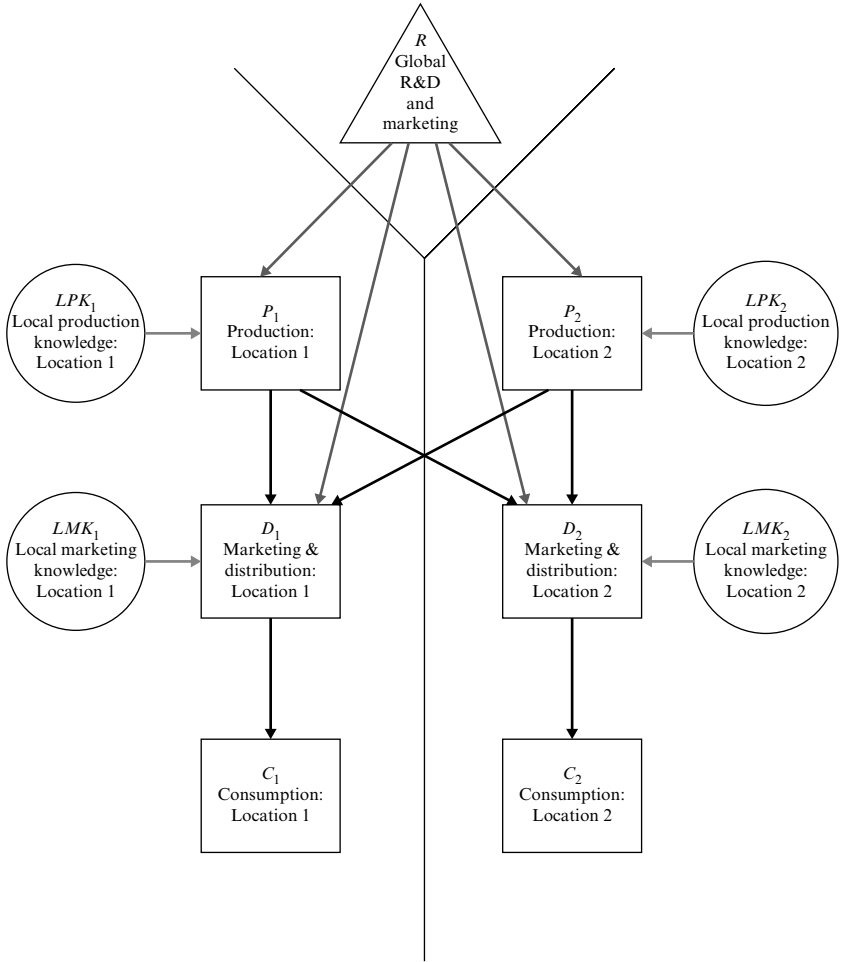 R
Global
R&D
and
marketing
LPK₁
Local production
knowledge:
Location 1
P₁
Production:
Location 1
P₂
Production:
Location 2
LPK₂
Local production
knowledge:
Location 2
LMK₁
Local marketing
knowledge:
Location 1
D₁
Marketing &
distribution:
Location 1
D₂
Marketing &
distribution:
Location 2
LMK₂
Local marketing
knowledge:
Location 2
C₁
Consumption:
Location 1
C₂
Consumption:
Location 2